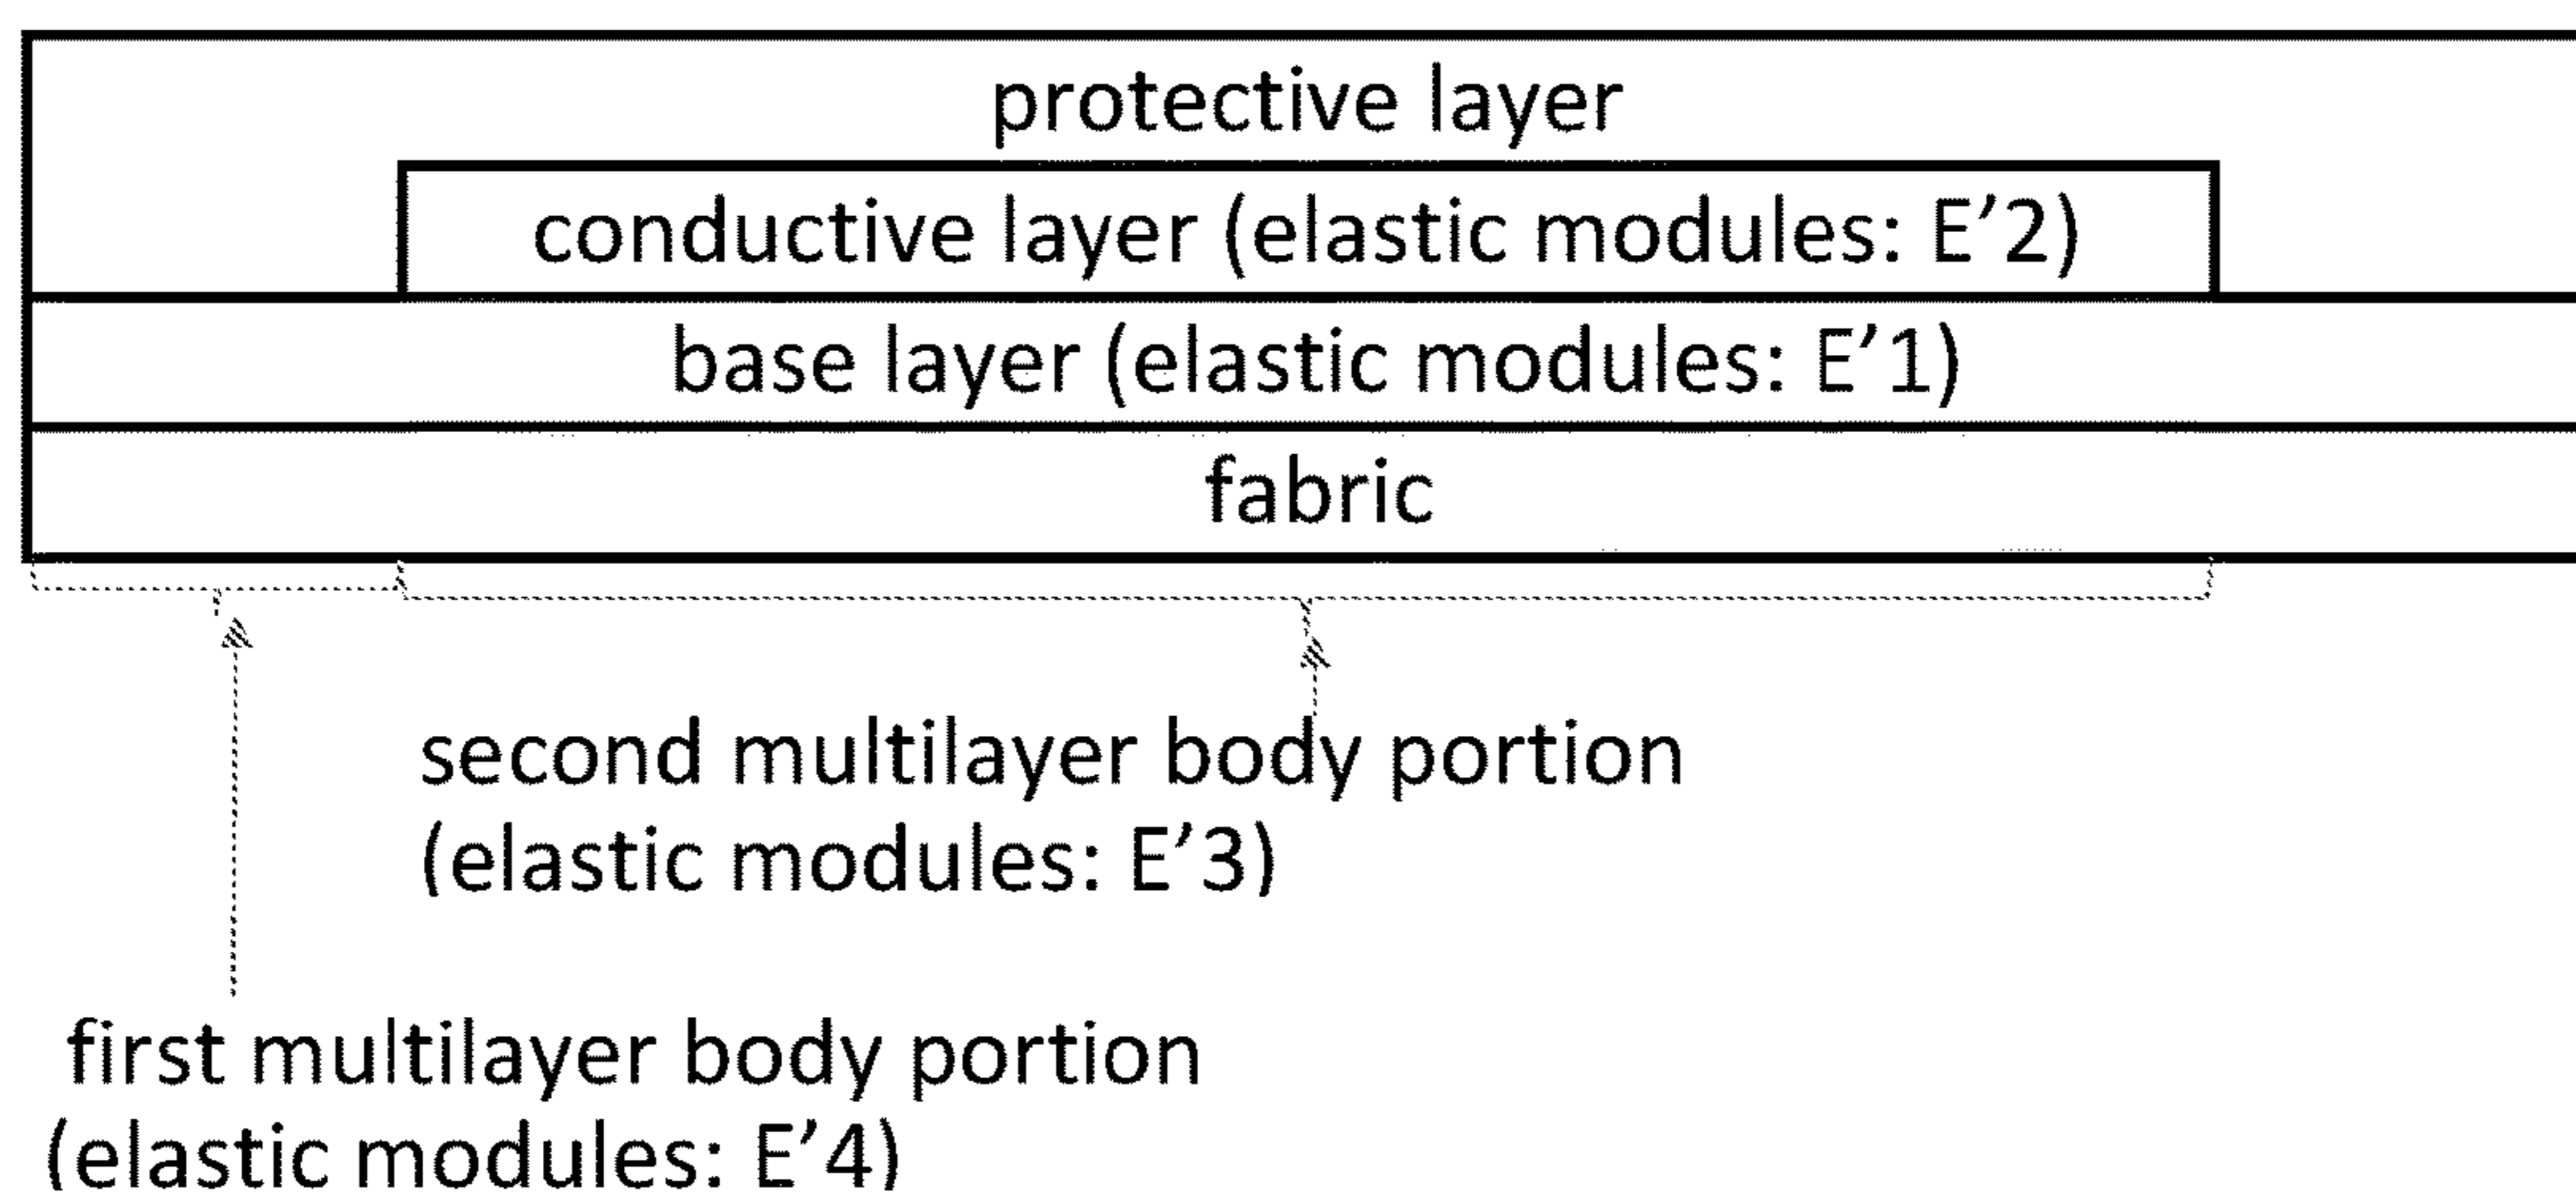 protective layer
conductive layer (elastic modules: E’2)
base layer (elastic modules: E’1)
fabric
second multilayer body portion
(elastic modules: E’3)
first multilayer body portion
(elastic modules: E’4)